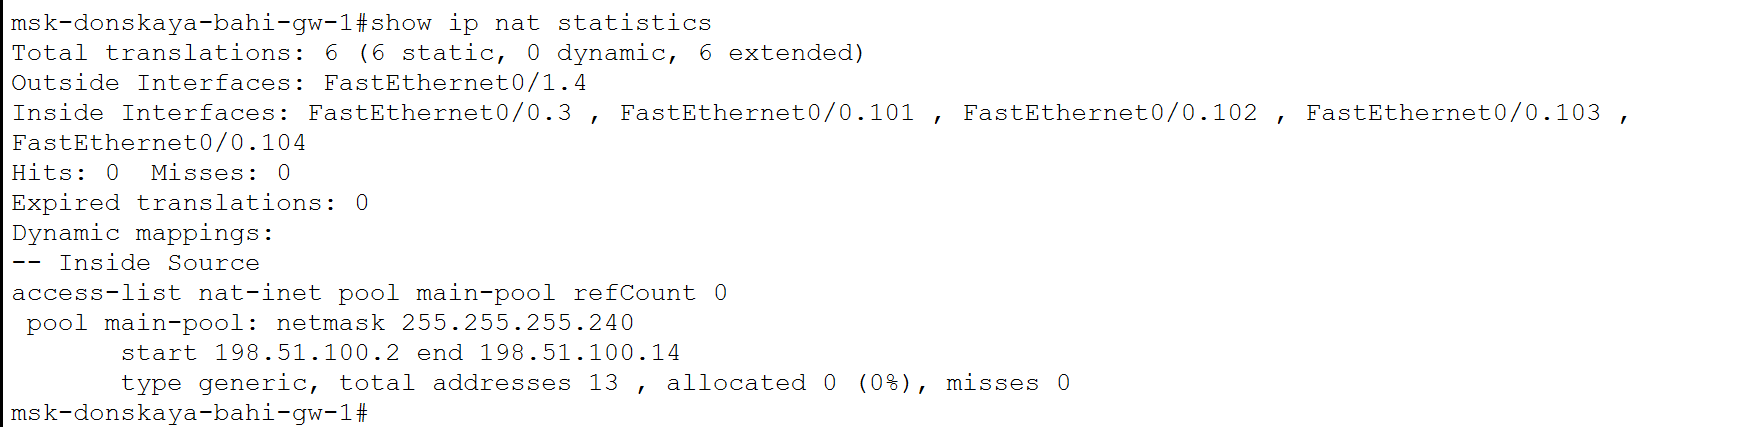 msk-donskaya-bahi-gw-1#show ip nat statistics
Total translations: 6 (6 static, 0 dynamic, 6 extended)
Outside Interfaces: FastEthernet0/1.4
Inside Interfaces: FastEthernet0/0.3 , FastEthernet0/0.101 , FastEthernet0/0.102 , FastEthernet0/0.103 ,
FastEthernet0/0.104
Hits: 0  Misses: 0
Expired translations: 0
Dynamic mappings:
-- Inside Source
access-list nat-inet pool main-pool refCount 0
 pool main-pool: netmask 255.255.255.240
       start 198.51.100.2 end 198.51.100.14
       type generic, total addresses 13 , allocated 0 (0%), misses 0
msk-donskaya-bahi-gw-1#